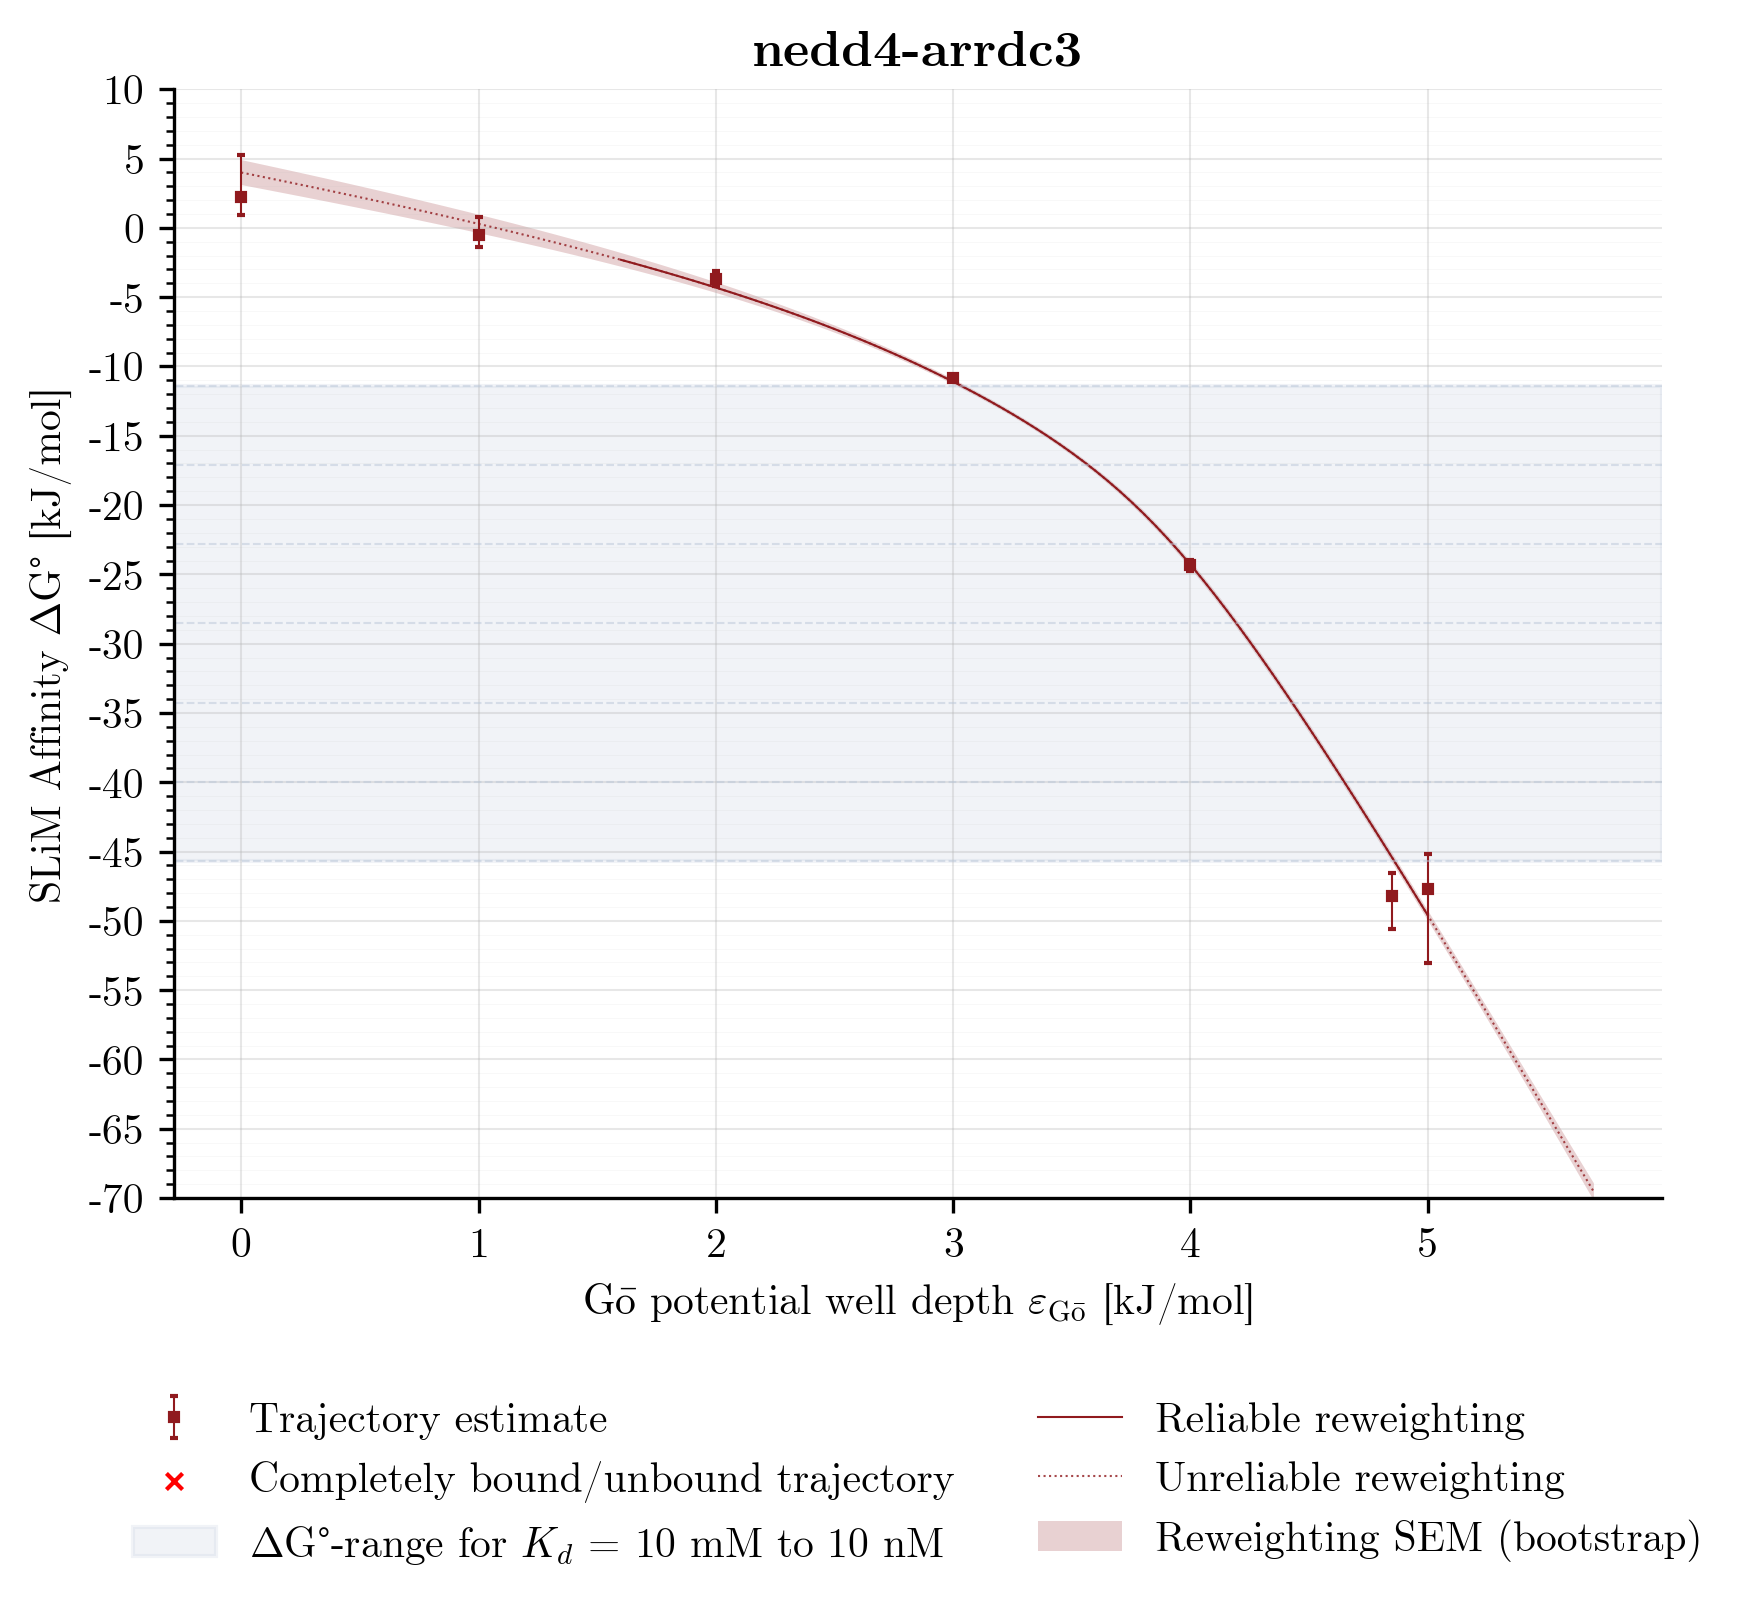 nedd4-arrdc3
10
5
0
-5
-10
-15
-20
-25
-30
-35
-40
-45
-50
-55
-60
-65
-70
SLiM Affinity ΔG° [kJ/mol]
0 1 2 3 4 5
Gō potential well depth εGō [kJ/mol]
Trajectory estimate
Completely bound/unbound trajectory
ΔG°-range for Kd = 10 mM to 10 nM
Reliable reweighting
Unreliable reweighting
Reweighting SEM (bootstrap)